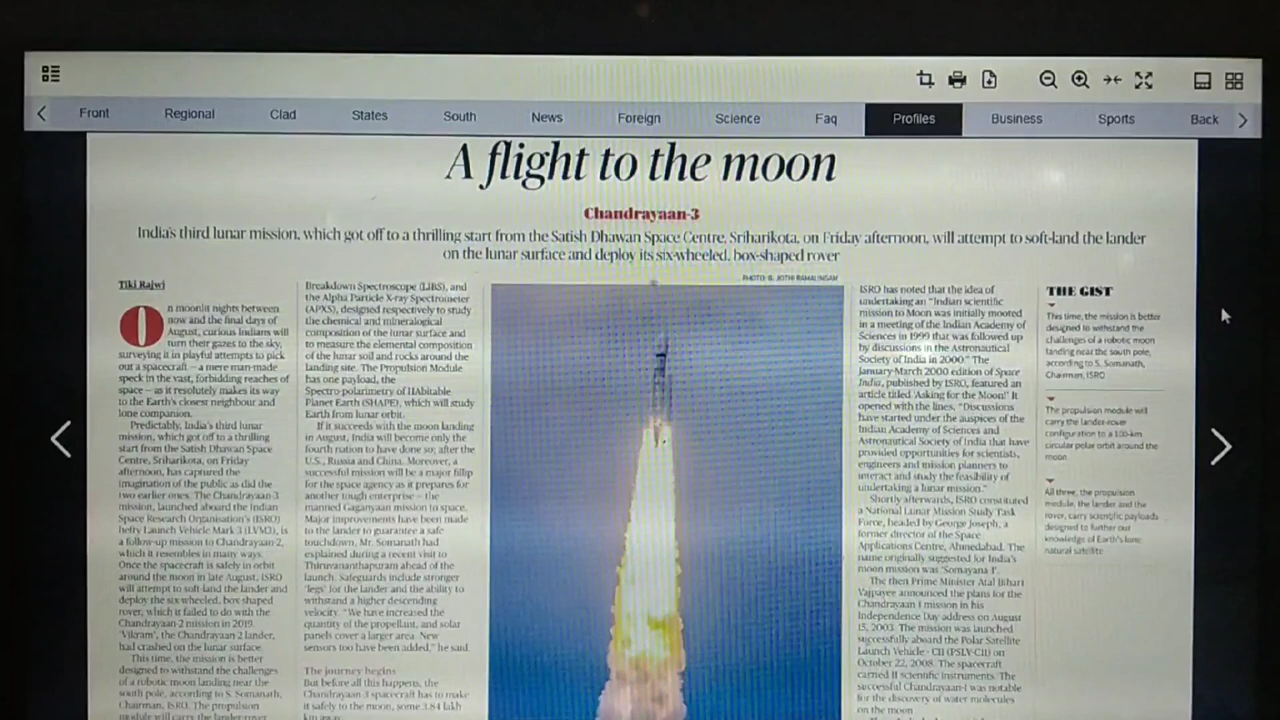 Front Regional Clad States South News Foreign Science Faq Profiles Business Sports Back
A flight to the moon
Chandrayaan-3
India's third lunar mission, which got off to a thrilling start from the Satish Dhawan Space Centre, Sriharikota, on Friday afternoon, will attempt to soft-land the lander
on the lunar surface and deploy its six-wheeled, box-shaped rover
Tiki Rajwi
On moonlit nights between
now and the final days of
August, curious Indians will
turn their gazes to the sky,
surveying it in playful attempts to pick
out a spacecraft – a mere man-made
speck in the vast, forbidding reaches of
space – as it resolutely makes its way
to the Earth's closest neighbour and
lone companion.
Predictably, India's third lunar
mission, which got off to a thrilling
start from the Satish Dhawan Space
Centre, Sriharikota, on Friday
afternoon, has captured the
imagination of the public as did the
two earlier ones. The Chandrayaan-3
mission, launched aboard the Indian
Space Research Organisation's (ISRO)
hefty Launch Vehicle Mark 3 (LVM3), is
a follow-up mission to Chandrayaan-2,
which it resembles in many ways.
Once the spacecraft is safely in orbit
around the moon in late August, ISRO
will attempt to soft-land the lander and
deploy the six-wheeled, box-shaped
rover, which it failed to do with the
Chandrayaan-2 mission in 2019.
'Vikram', the Chandrayaan-2 lander,
had crashed on the lunar surface.
This time, the mission is better
designed to withstand the challenges
of a robotic moon landing near the
south pole, according to S. Somanath,
Chairman, ISRO. The propulsion
module will carry the lander-rover
Breakdown Spectroscope (LIBS), and
the Alpha Particle X-ray Spectrometer
(APXS), designed respectively to study
the chemical and mineralogical
composition of the lunar surface and
to measure the elemental composition
of the lunar soil and rocks around the
landing site. The Propulsion Module
has one payload, the
Spectro-polarimetry of HAbitable
Planet Earth (SHAPE), which will study
Earth from lunar orbit.
If it succeeds with the moon landing
in August, India will become only the
fourth nation to have done so; after the
U.S., Russia and China. Moreover, a
successful mission will be a major fillip
for the space agency as it prepares for
another tough enterprise – the
manned Gaganyaan mission to space.
Major improvements have been made
to the lander to guarantee a safe
touchdown, Mr. Somanath had
explained during a recent visit to
Thiruvananthapuram ahead of the
launch. Safeguards include stronger
'legs' for the lander and the ability to
withstand a higher descending
velocity. "We have increased the
quantity of the propellant, and solar
panels cover a larger area. New
sensors too have been added," he said.
The journey begins
But before all this happens, the
Chandrayaan-3 spacecraft has to make
it safely to the moon, some 3.84 lakh
km away.
PHOTO: B. JOTHI RAMALINGAM
ISRO has noted that the idea of
undertaking an "Indian scientific
mission to Moon was initially mooted
in a meeting of the Indian Academy of
Sciences in 1999 that was followed up
by discussions in the Astronautical
Society of India in 2000." The
January-March 2000 edition of Space
India, published by ISRO, featured an
article titled 'Asking for the Moon!' It
opened with the lines, "Discussions
have started under the auspices of the
Indian Academy of Sciences and
Astronautical Society of India that have
provided opportunities for scientists,
engineers and mission planners to
interact and study the feasibility of
undertaking a lunar mission."
Shortly afterwards, ISRO constituted
a National Lunar Mission Study Task
Force, headed by George Joseph, a
former director of the Space
Applications Centre, Ahmedabad. The
name originally suggested for India's
moon mission was 'Somayana 1'.
The then Prime Minister Atal Bihari
Vajpayee announced the plans for the
Chandrayaan-1 mission in his
Independence Day address on August
15, 2003. The mission was launched
successfully aboard the Polar Satellite
Launch Vehicle - C11 (PSLV-C11) on
October 22, 2008. The spacecraft
carried 11 scientific instruments. The
successful Chandrayaan-1 was notable
for the discovery of water molecules
on the moon
THE GIST
This time, the mission is better
designed to withstand the
challenges of a robotic moon
landing near the south pole,
according to S. Somanath,
Chairman, ISRO
The propulsion module will
carry the lander-rover
configuration to a 100-km
circular polar orbit around the
moon
All three, the propulsion
module, the lander and the
rover, carry scientific payloads
designed to further our
knowledge of Earth's lone
natural satellite